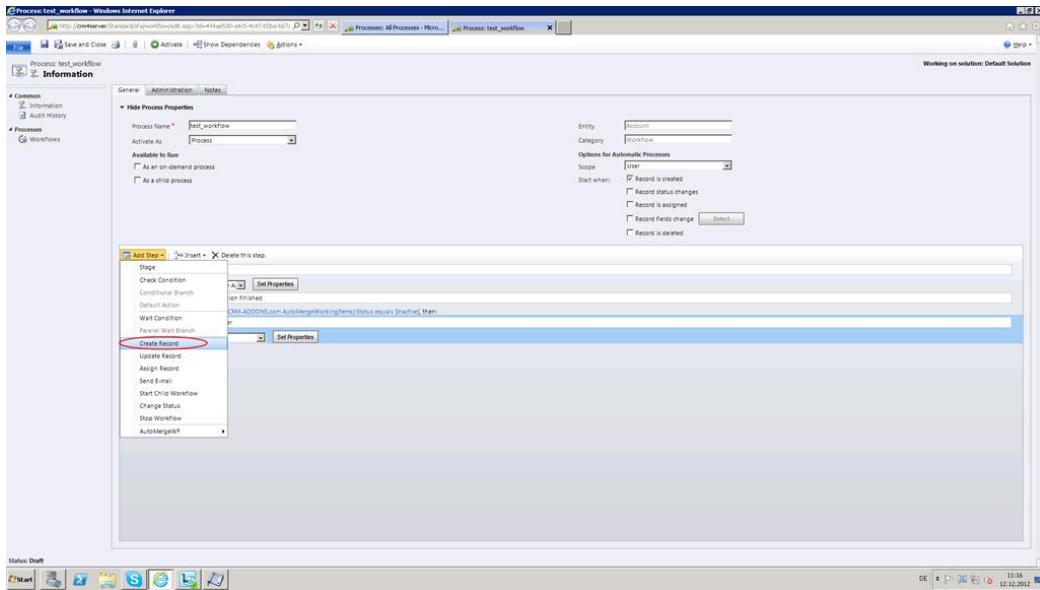 Process: test_workflow - Windows Internet Explorer
Processes: All Processes - Micro... Process: test_workflow
File Save and Close Activate Show Dependencies Actions Help
Process: test_workflow
Information
Working on solution: Default Solution
Common
Information
Audit History
Processes
Workflows
General Administration Notes
Hide Process Properties
Process Name * test_workflow
Activate As Process
Available to Run
As an on-demand process
As a child process
Entity Account
Category Workflow
Options for Automatic Processes
Scope User
Start when: Record is created
Record status changes
Record is assigned
Record fields change Select
Record is deleted
Add Step Insert Delete this step.
Stage
Check Condition
Conditional Branch
Default Action
Wait Condition
Parallel Wait Branch
Create Record
Update Record
Assign Record
Send E-mail
Start Child Workflow
Change Status
Stop Workflow
AutoMergeWF
Set Properties
finished
CRM-ADDONS.com AutoMergeWorkingItem):Status equals [Inactive], then:
Set Properties
Status: Draft
Start
DE 11:16
12.12.2012